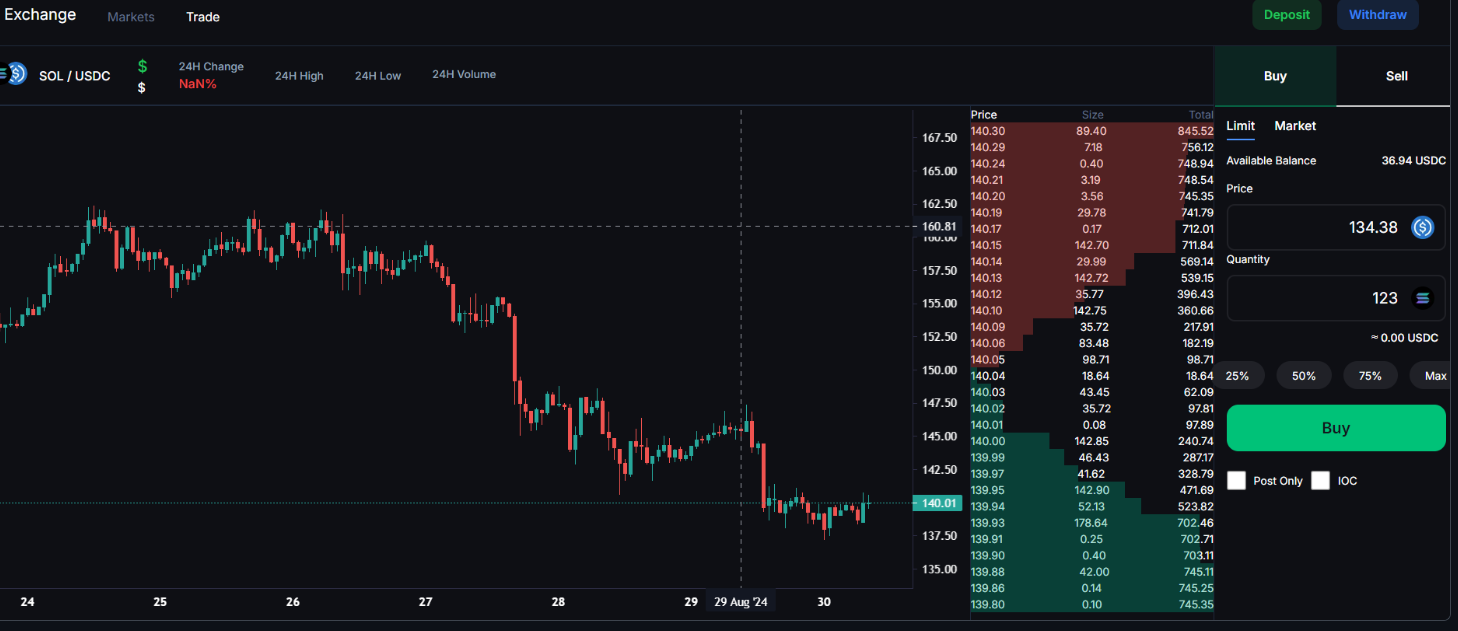 Exchange Markets Trade Deposit Withdraw
SOL / USDC
$
$
24H Change
NaN%
24H High
24H Low
24H Volume
167.50
165.00
162.50
160.81
160.00
157.50
155.00
152.50
150.00
147.50
145.00
142.50
140.01
137.50
135.00
24 25 26 27 28 29 29 Aug '24 30
Price Size Total
140.30 89.40 845.52
140.29 7.18 756.12
140.24 0.40 748.94
140.21 3.19 748.54
140.20 3.56 745.35
140.19 29.78 741.79
140.17 0.17 712.01
140.15 142.70 711.84
140.14 29.99 569.14
140.13 142.72 539.15
140.12 35.77 396.43
140.10 142.75 360.66
140.09 35.72 217.91
140.06 83.48 182.19
140.05 98.71 98.71
140.04 18.64 18.64
140.03 43.45 62.09
140.02 35.72 97.81
140.01 0.08 97.89
140.00 142.85 240.74
139.99 46.43 287.17
139.97 41.62 328.79
139.95 142.90 471.69
139.94 52.13 523.82
139.93 178.64 702.46
139.91 0.25 702.71
139.90 0.40 703.11
139.88 42.00 745.11
139.86 0.14 745.25
139.80 0.10 745.35
Buy Sell
Limit Market
Available Balance 36.94 USDC
Price
134.38
Quantity
123
≈ 0.00 USDC
25% 50% 75% Max
Buy
Post Only IOC